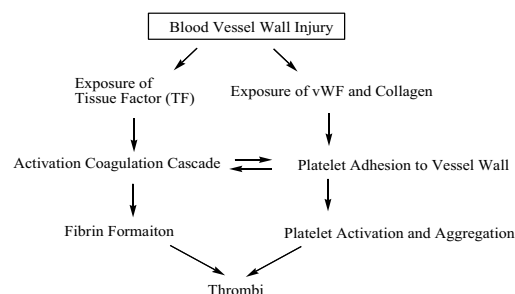 Blood Vessel Wall Injury
Exposure of
Tissue Factor (TF)
Exposure of vWF and Collagen
Activation Coagulation Cascade
Platelet Adhesion to Vessel Wall
Fibrin Formaiton
Platelet Activation and Aggregation
Thrombi